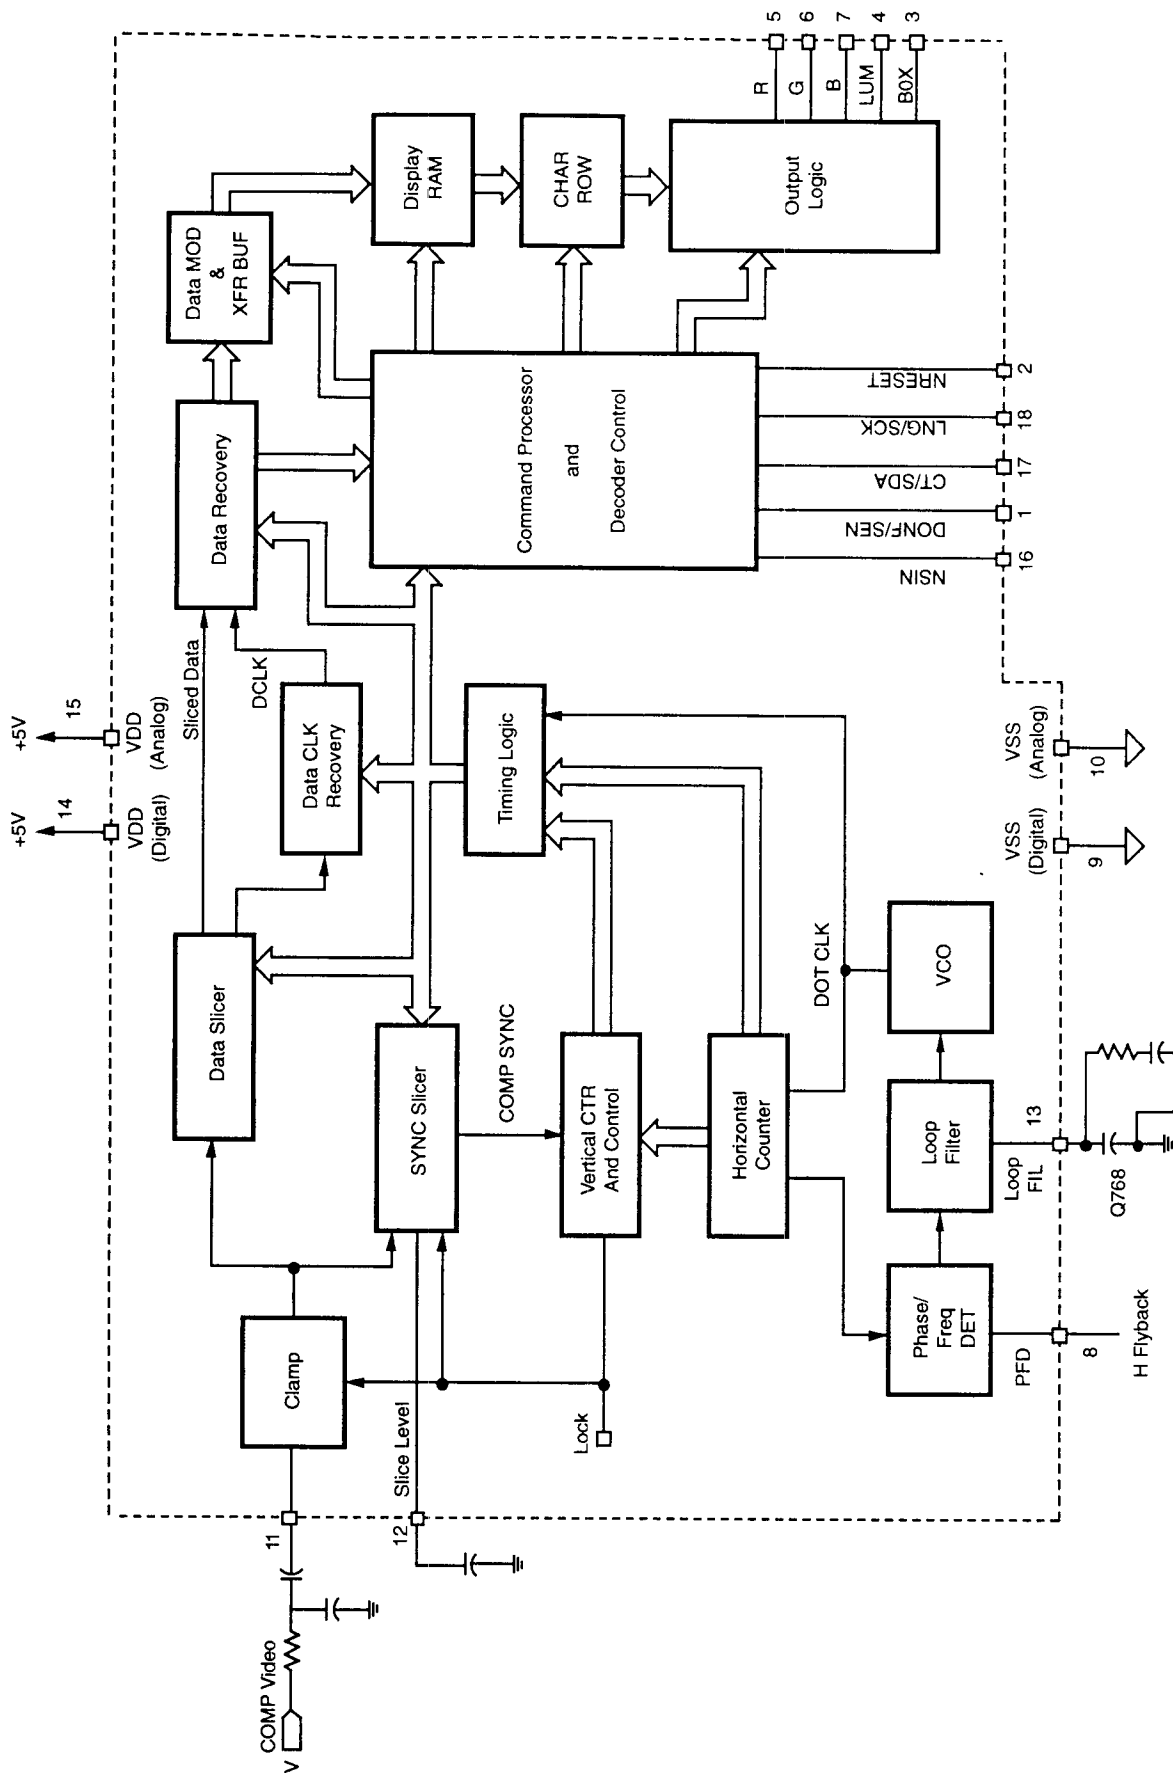 +5V
+5V
14
15
VDD
(Digital)
VDD
(Analog)
Sliced Data
DCLK
Data Slicer
Data CLK
Recovery
Data Recovery
Data MOD
&
XFR BUF
V
COMP Video
11
Clamp
12
Slice Level
SYNC Slicer
COMP SYNC
Lock
Vertical CTR
And Control
Timing Logic
Horizontal
Counter
DOT CLK
Command Processor
and
Decoder Control
Display
RAM
CHAR
ROW
Output
Logic
R
5
G
6
B
7
LUM
4
B0X
3
NSIN
16
DONF/SEN
1
CT/SDA
17
LNG/SCK
18
NRESET
2
Phase/
Freq
DET
Loop
Filter
VCO
PFD
8
H Flyback
Loop
FIL
13
Q768
VSS
(Digital)
9
VSS
(Analog)
10